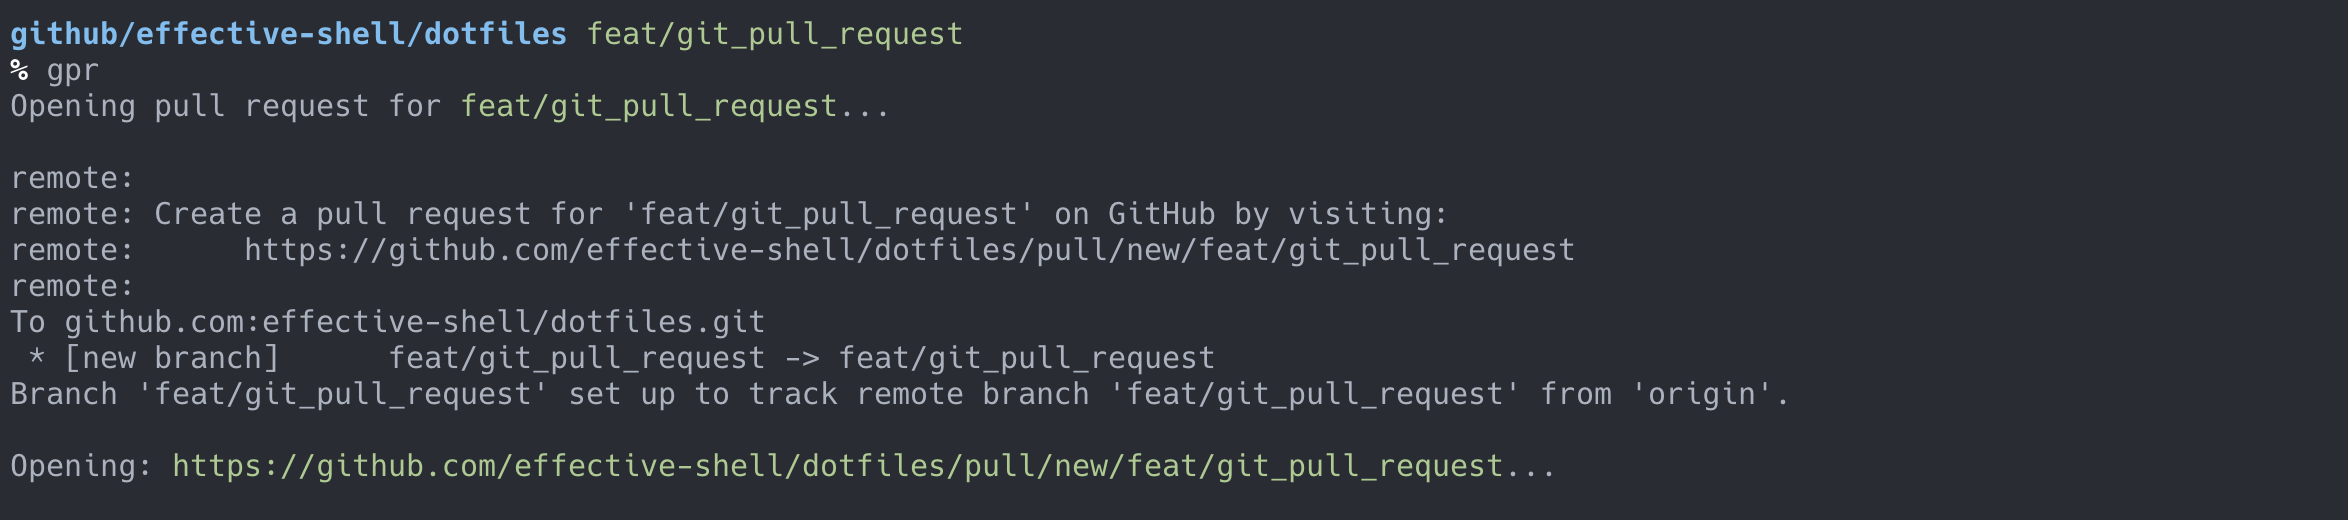 github/effective-shell/dotfiles feat/git_pull_request
% gpr
Opening pull request for feat/git_pull_request...
remote:
remote: Create a pull request for 'feat/git_pull_request' on GitHub by visiting:
remote:      https://github.com/effective-shell/dotfiles/pull/new/feat/git_pull_request
remote:
To github.com:effective-shell/dotfiles.git
 * [new branch]      feat/git_pull_request -> feat/git_pull_request
Branch 'feat/git_pull_request' set up to track remote branch 'feat/git_pull_request' from 'origin'.
Opening: https://github.com/effective-shell/dotfiles/pull/new/feat/git_pull_request...